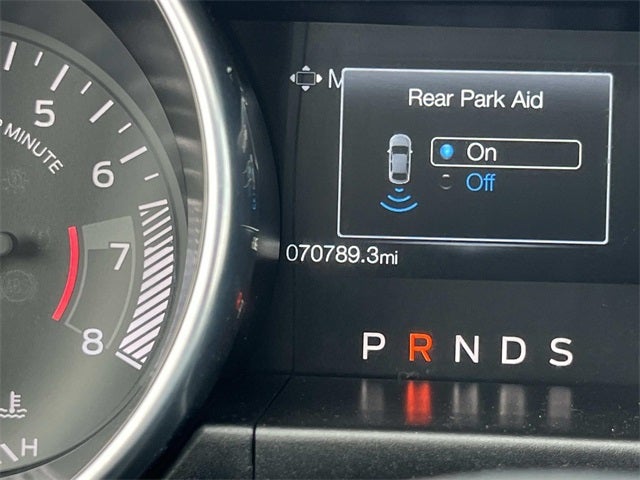 5
MINUTE
6
7
8
H
M
Rear Park Aid
On
Off
070789.3mi
P R N D S